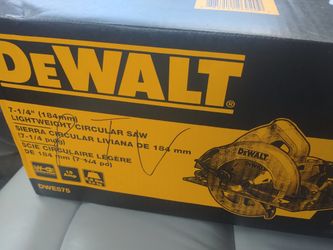 DEWALT
7-1/4" (184mm)
LIGHTWEIGHT CIRCULAR SAW
SIERRA CIRCULAR LIVIANA DE 184 mm
(7-1/4 pulg)
SCIE CIRCULAIRE LÉGÈRE
DE 184 mm (7 1/4 po)
DWE575
DEWALT